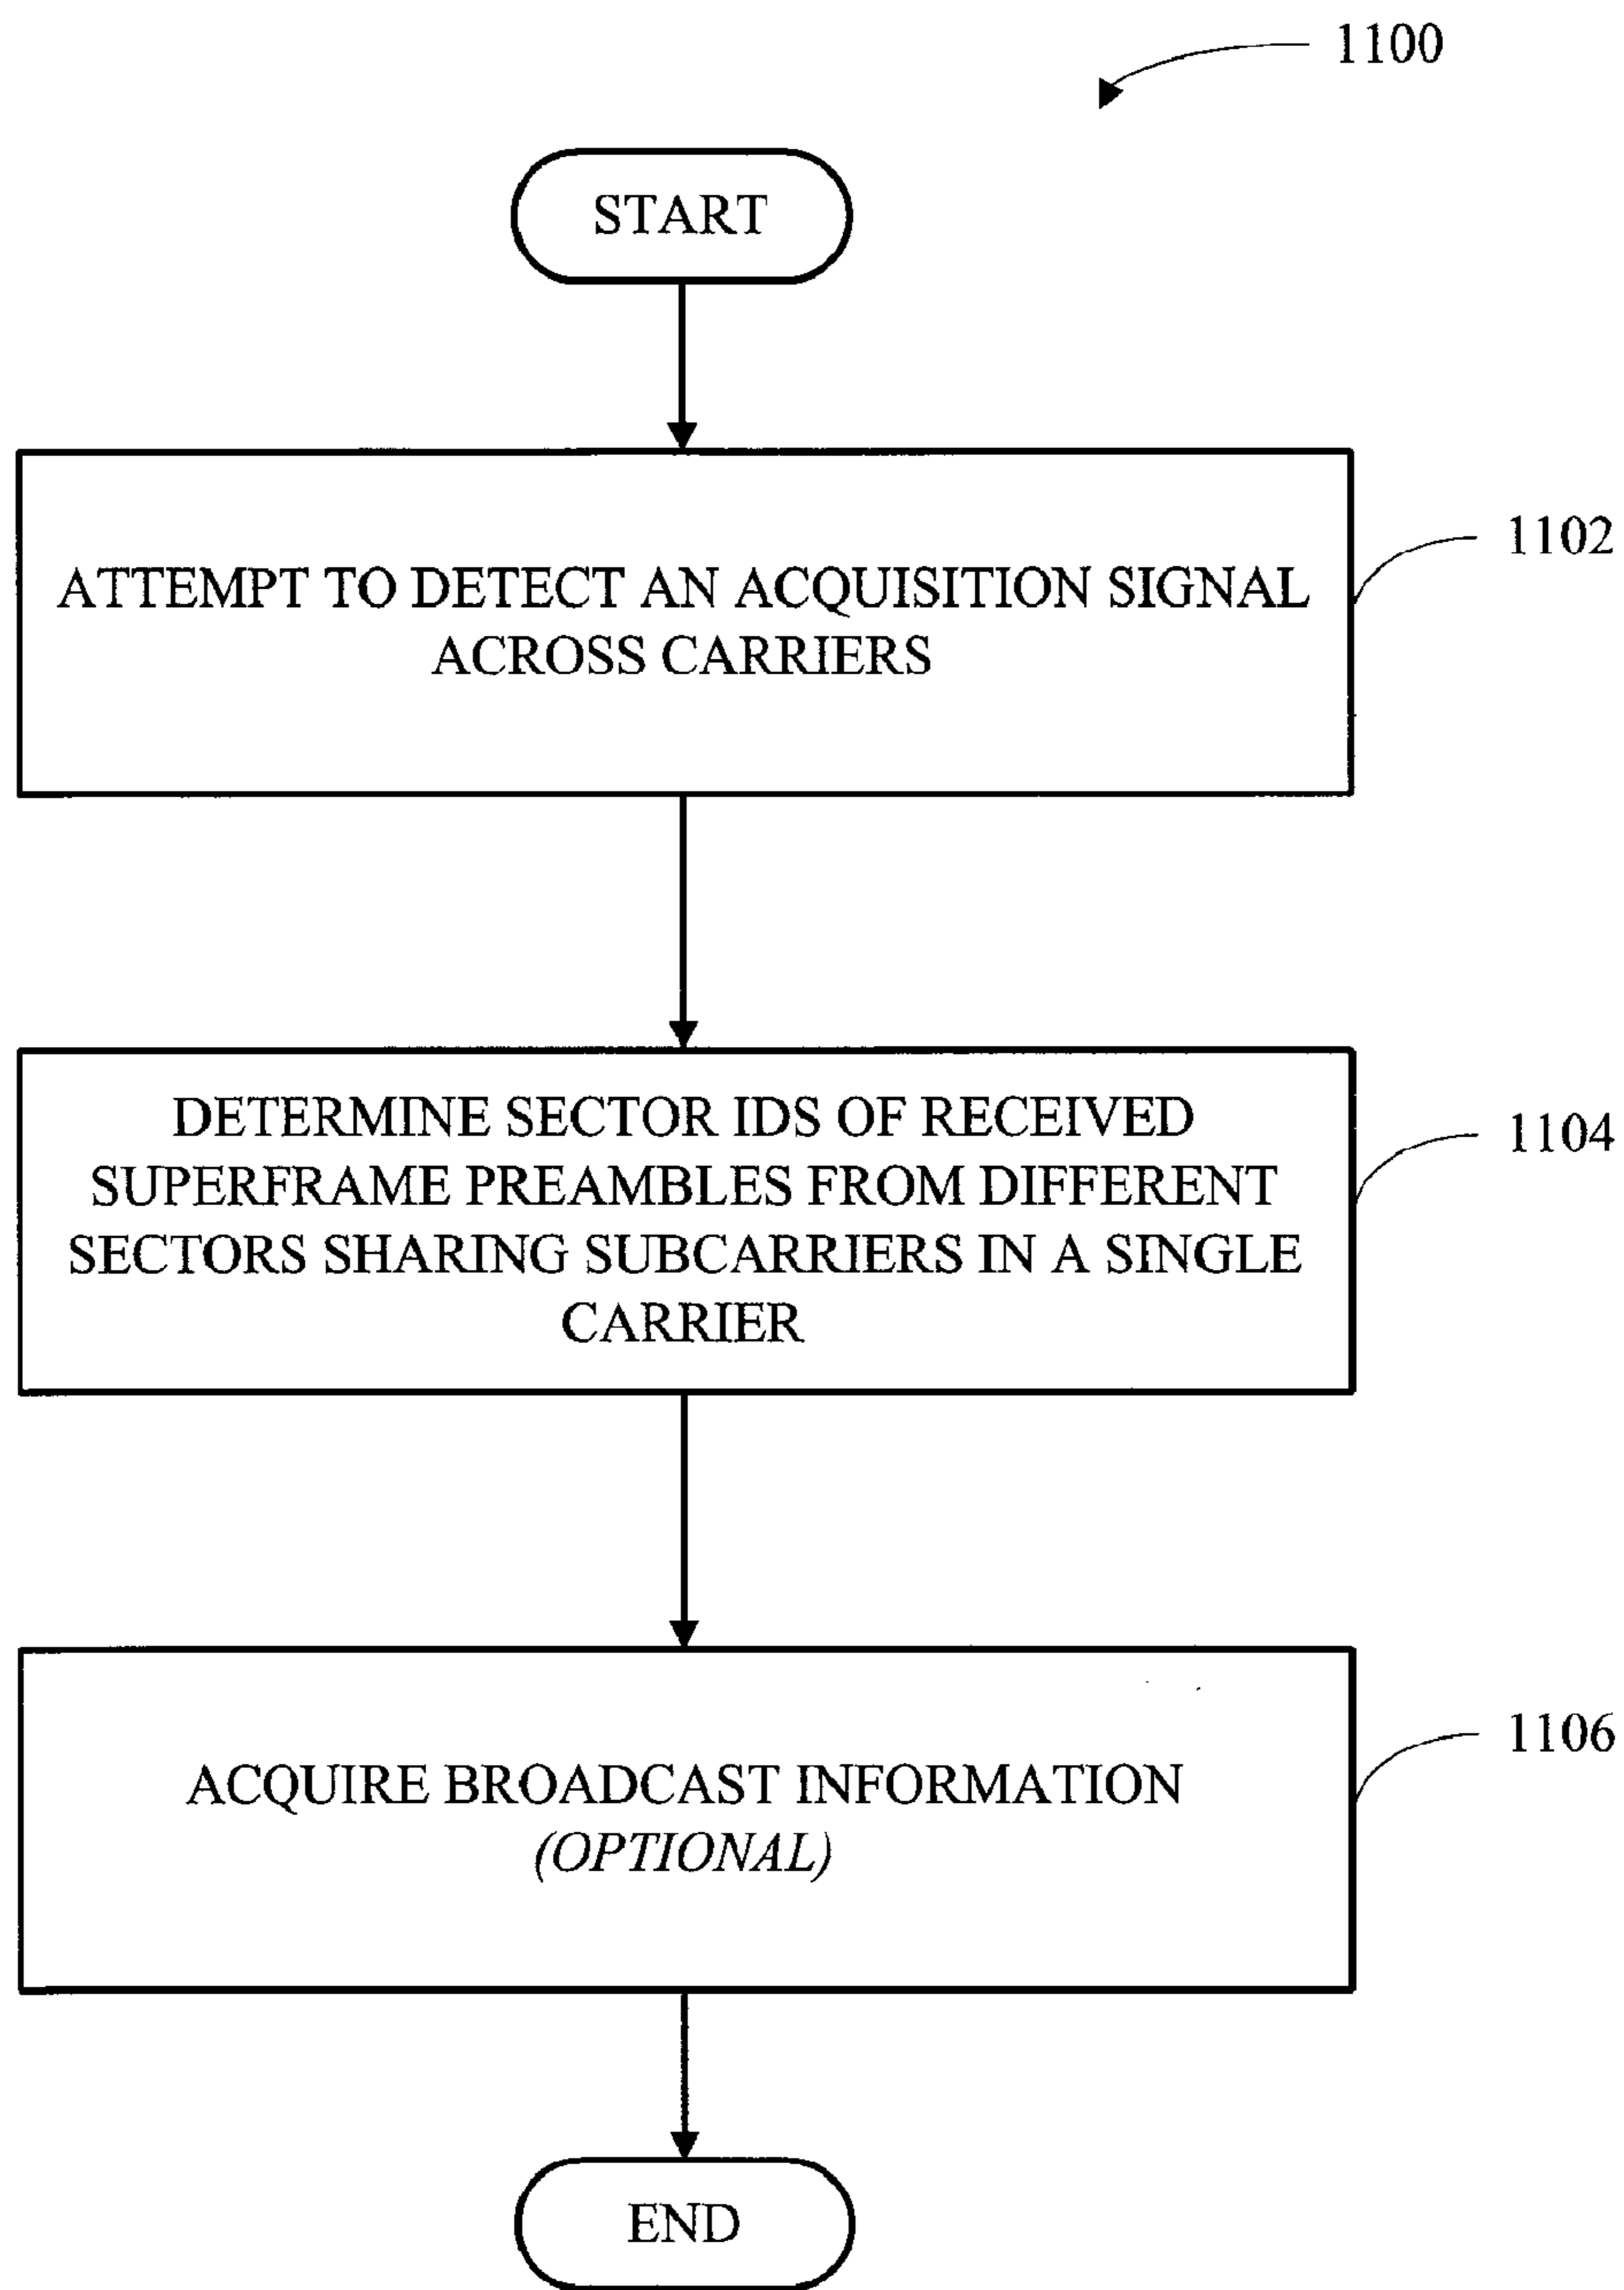 1100
START
ATTEMPT TO DETECT AN ACQUISITION SIGNAL
ACROSS CARRIERS
1102
DETERMINE SECTOR IDS OF RECEIVED
SUPERFRAME PREAMBLES FROM DIFFERENT
SECTORS SHARING SUBCARRIERS IN A SINGLE
CARRIER
1104
ACQUIRE BROADCAST INFORMATION
(OPTIONAL)
1106
END